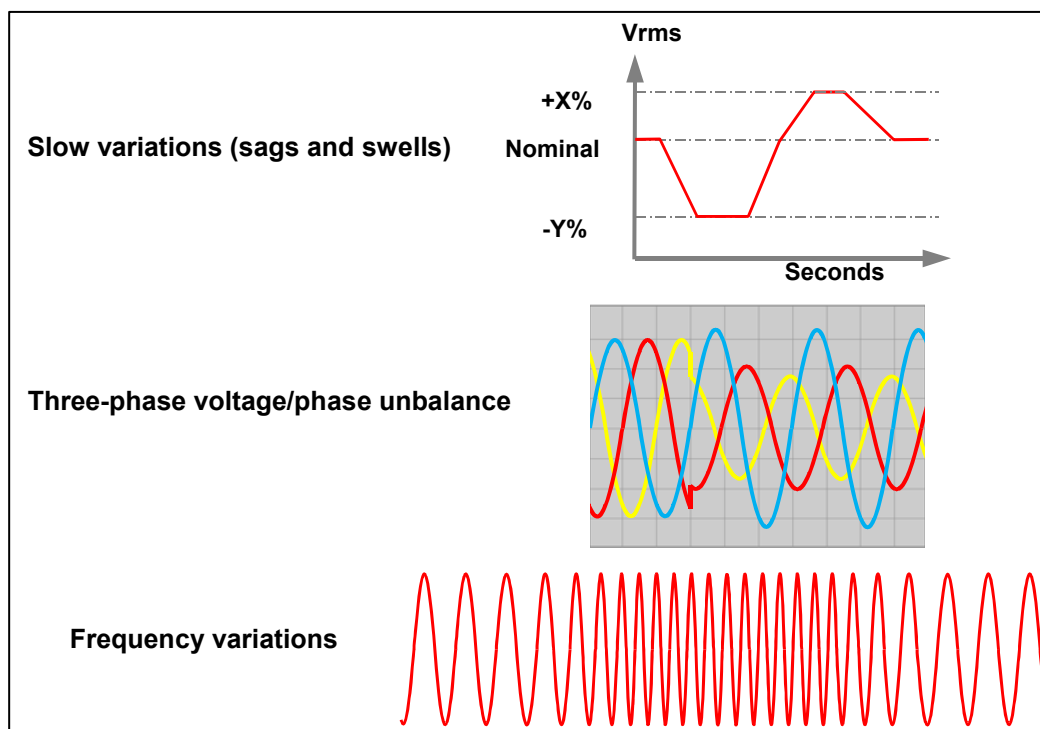 Vrms
+X%
Slow variations (sags and swells)
Nominal
-Y%
Seconds
Three-phase voltage/phase unbalance
Frequency variations